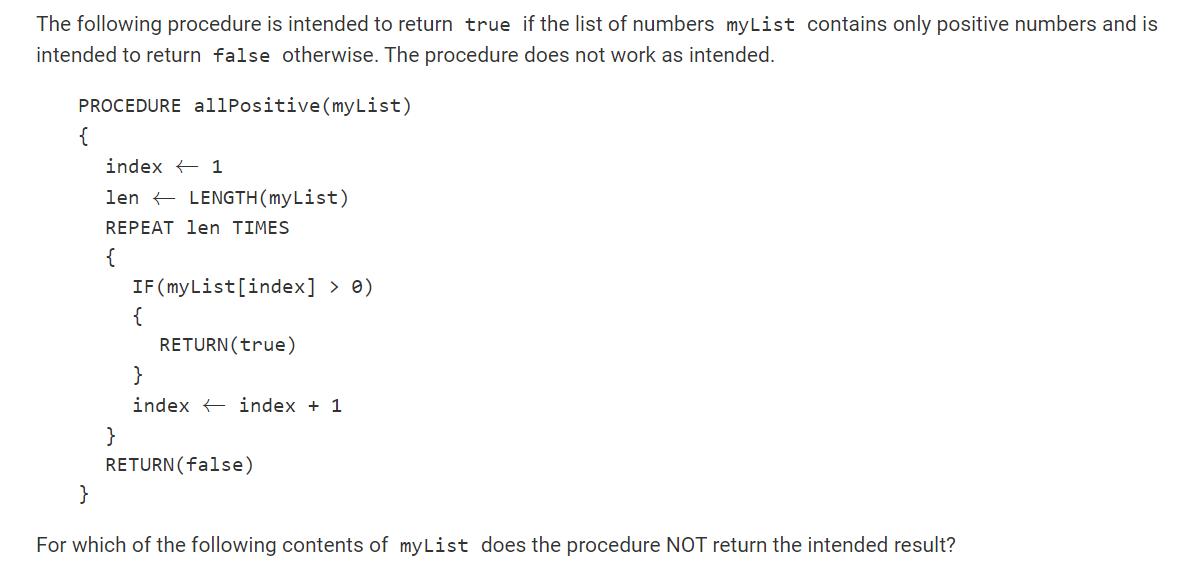 The following procedure is intended to return true if the list of numbers myList contains only positive numbers and is
intended to return false otherwise. The procedure does not work as intended.
PROCEDURE allPositive(myList)
{
index ← 1
len ← LENGTH(myList)
REPEAT len TIMES
{
IF(myList[index] > 0)
{
RETURN(true)
}
index ← index + 1
}
RETURN(false)
}
For which of the following contents of myList does the procedure NOT return the intended result?